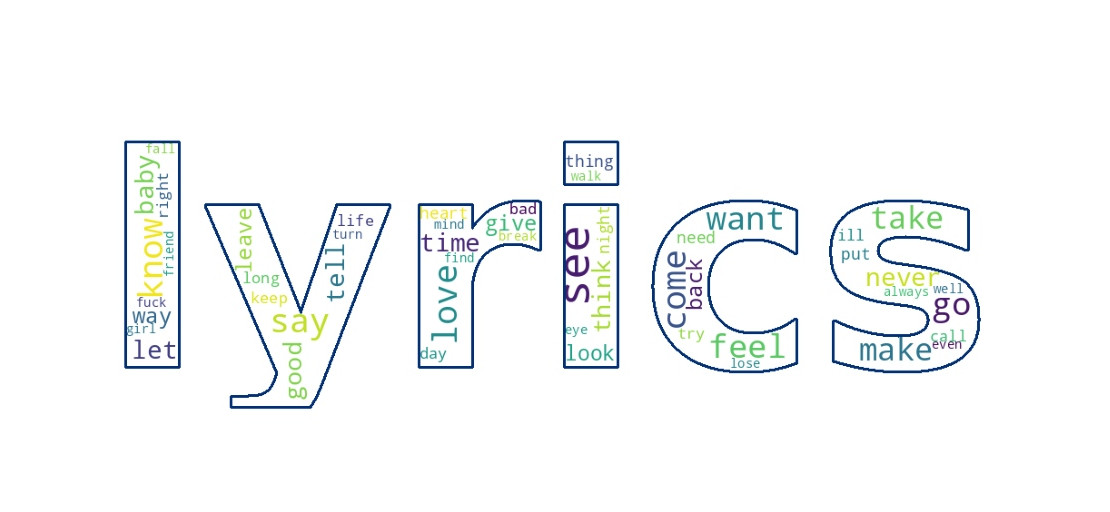 lyrics
fall
baby
right
know
friend
fuck
way
girl
let
leave
life
turn
long
tell
keep
say
good
heart
bad
mind
give
time
break
find
love
day
thing
walk
see
night
think
eye
look
want
need
come
back
try
feel
lose
take
ill
put
never
always
well
go
call
make
even